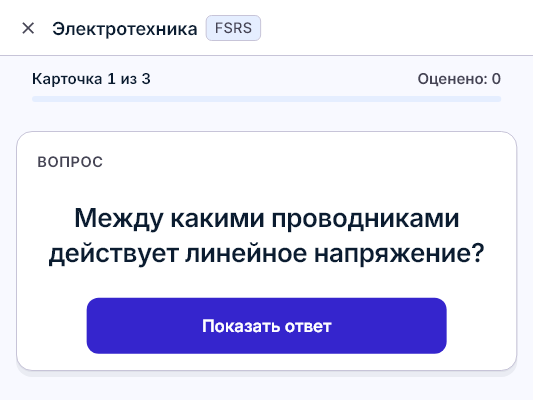 Электротехника FSRS
Карточка 1 из 3 Оценено: 0
ВОПРОС
Между какими проводниками
действует линейное напряжение?
Показать ответ